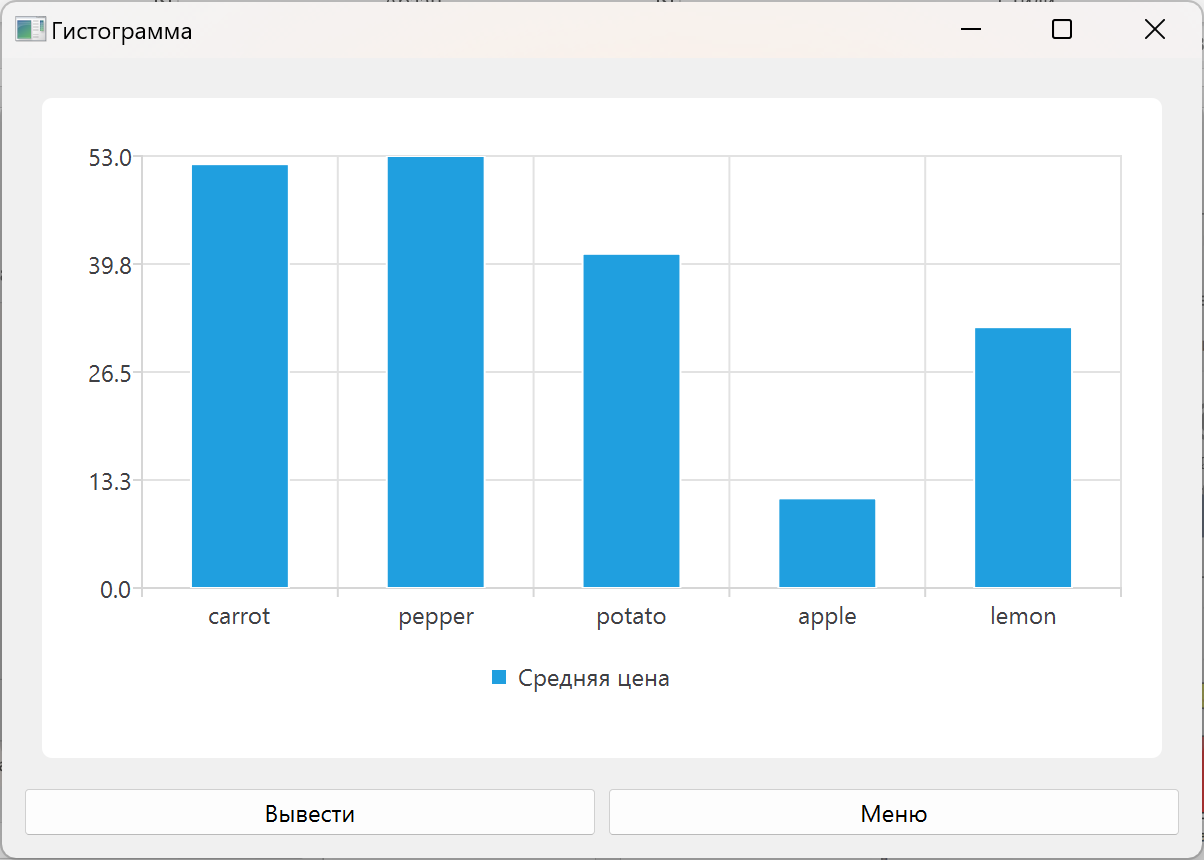 Гистограмма
53.0
39.8
26.5
13.3
0.0
carrot pepper potato apple lemon
Средняя цена
Вывести Меню